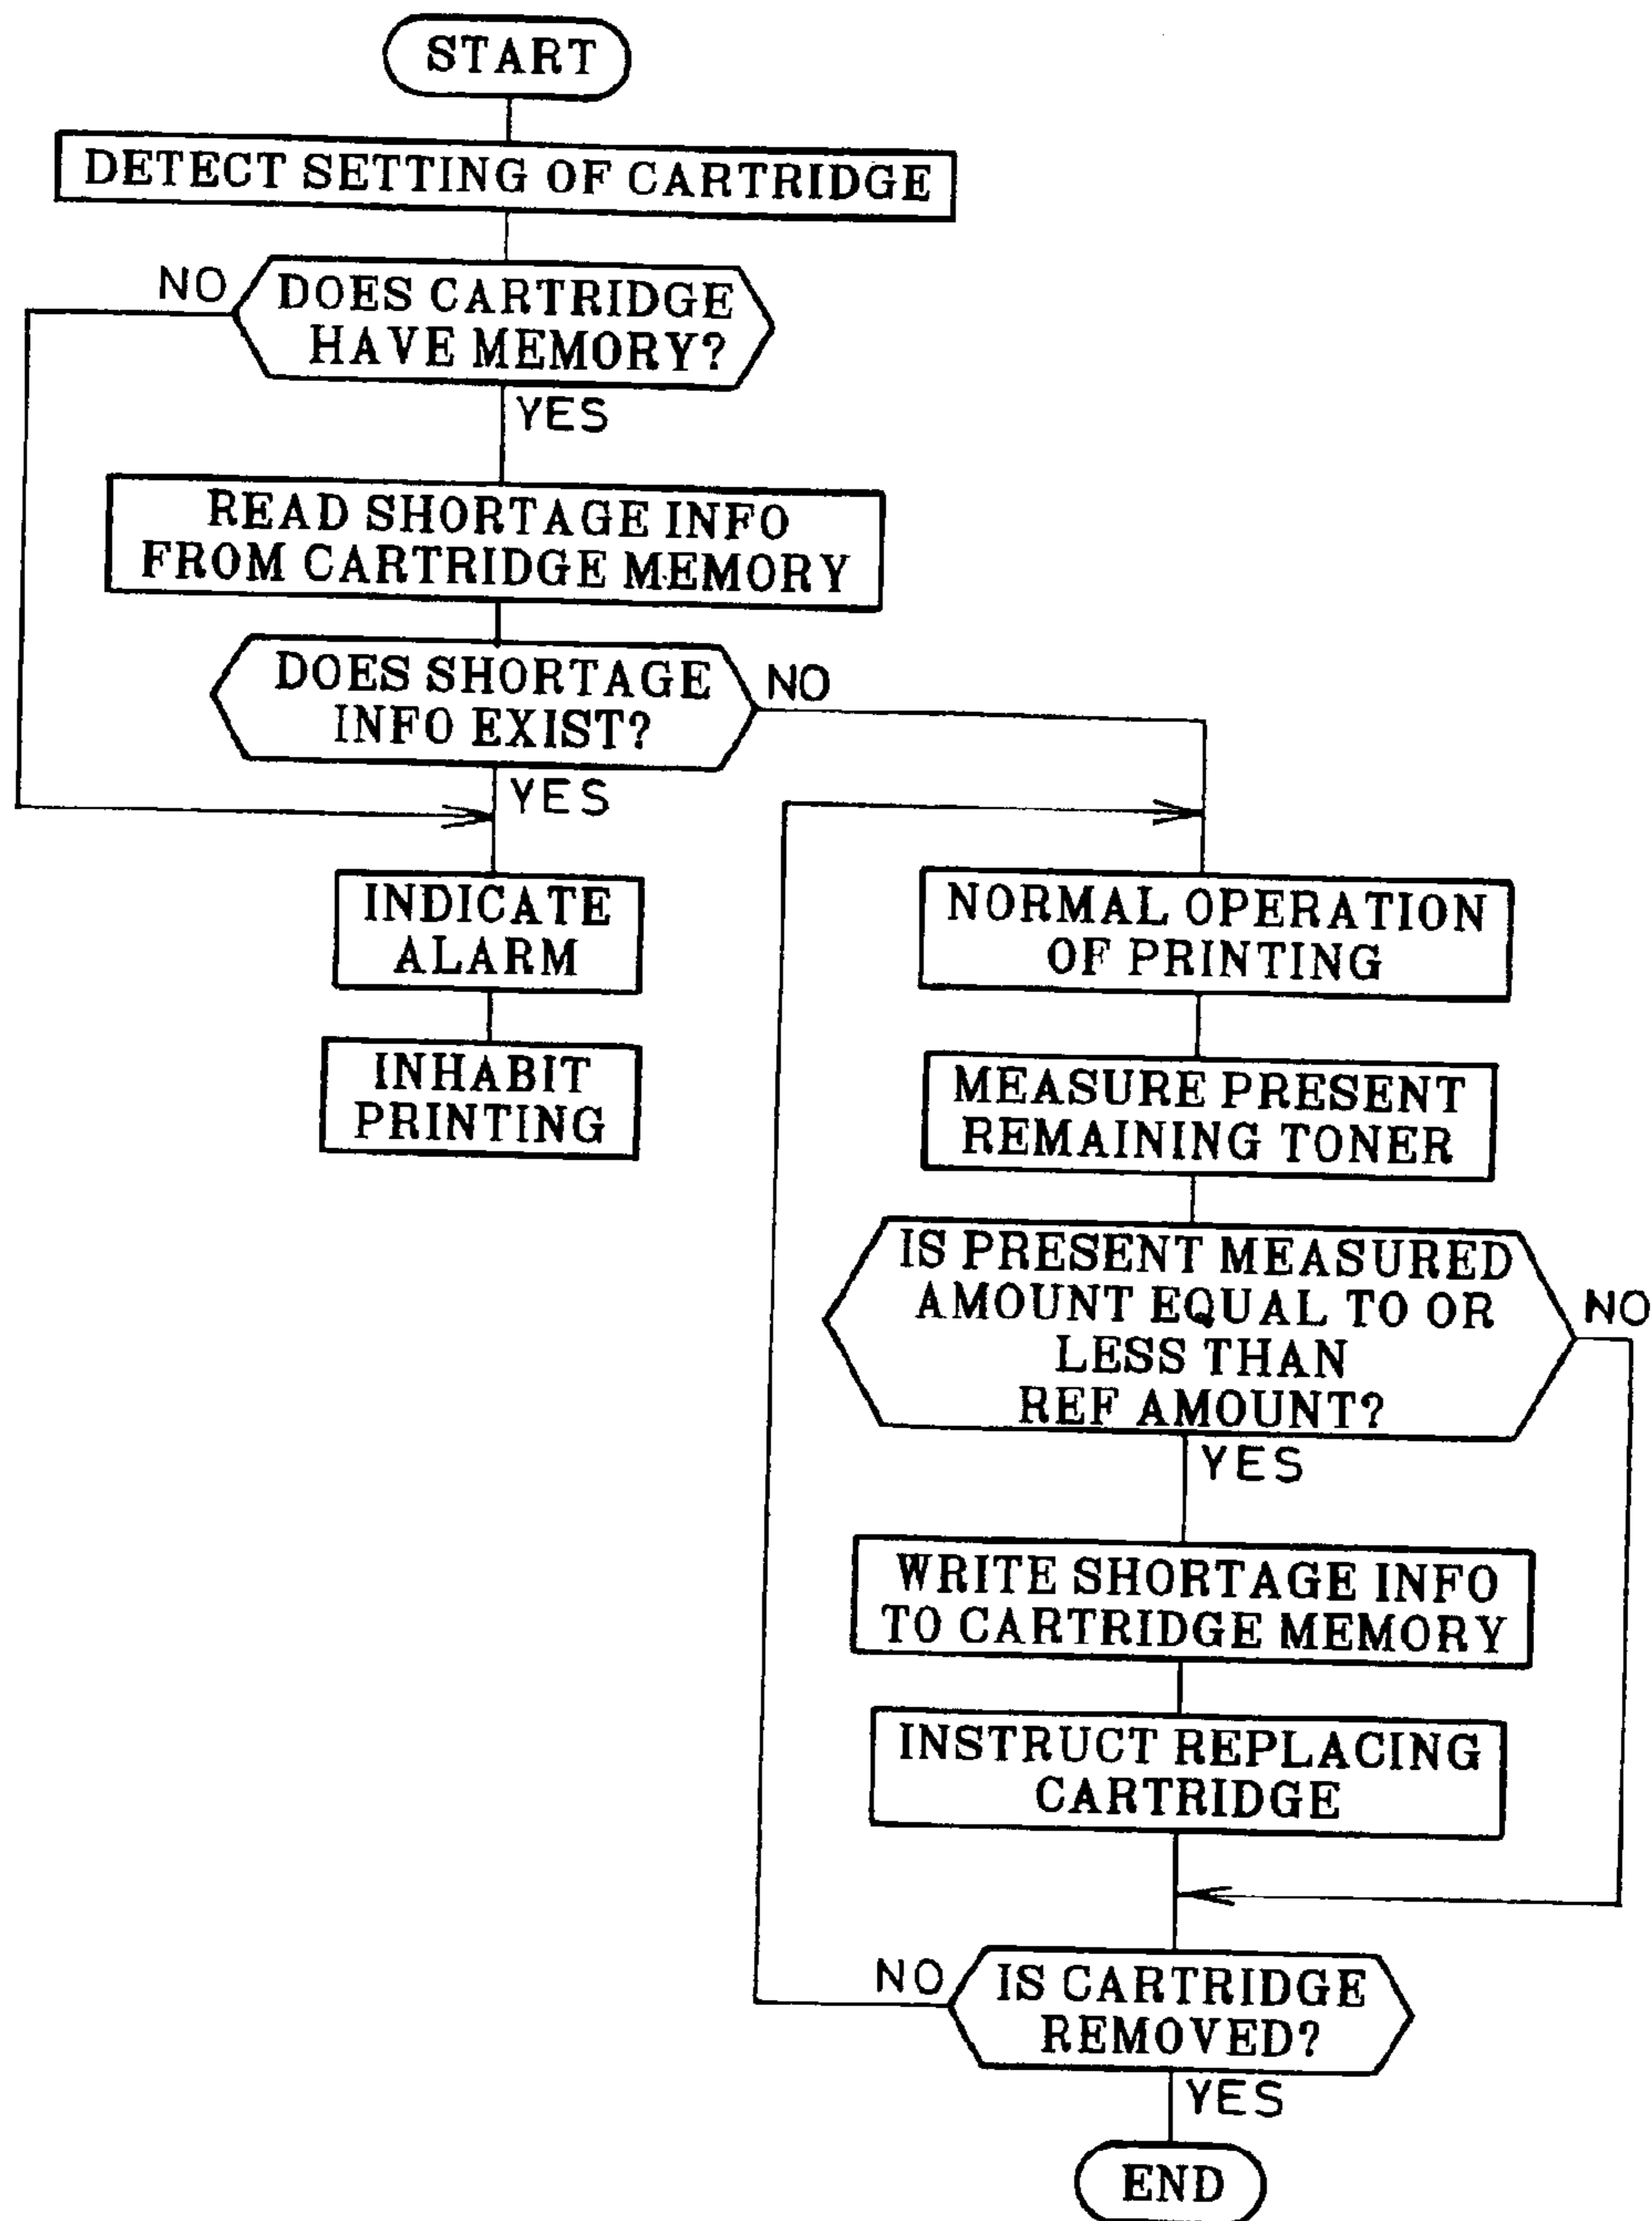 START
DETECT SETTING OF CARTRIDGE
NO
DOES CARTRIDGE
HAVE MEMORY?
YES
READ SHORTAGE INFO
FROM CARTRIDGE MEMORY
DOES SHORTAGE
INFO EXIST?
NO
YES
INDICATE
ALARM
INHABIT
PRINTING
NORMAL OPERATION
OF PRINTING
MEASURE PRESENT
REMAINING TONER
IS PRESENT MEASURED
AMOUNT EQUAL TO OR
LESS THAN
REF AMOUNT?
NO
YES
WRITE SHORTAGE INFO
TO CARTRIDGE MEMORY
INSTRUCT REPLACING
CARTRIDGE
NO
IS CARTRIDGE
REMOVED?
YES
END